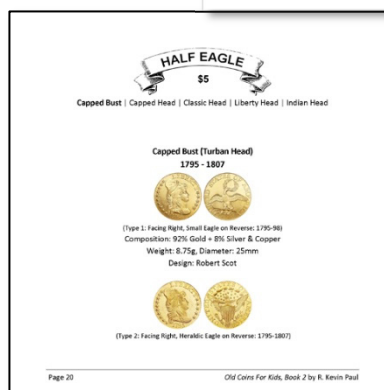 HALF EAGLE
$5
Capped Bust | Capped Head | Classic Head | Liberty Head | Indian Head
Capped Bust (Turban Head)
1795 - 1807
(Type 1: Facing Right, Small Eagle on Reverse: 1795-98)
Composition: 92% Gold + 8% Silver & Copper
Weight: 8.75g, Diameter: 25mm
Design: Robert Scot
(Type 2: Facing Right, Heraldic Eagle on Reverse: 1795-1807)
Page 20
Old Coins For Kids, Book 2 by R. Kevin Paul